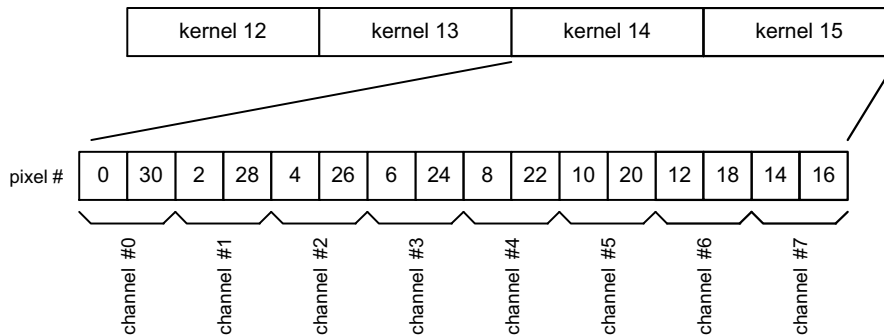 kernel 12 kernel 13 kernel 14 kernel 15
pixel # 0 30 2 28 4 26 6 24 8 22 10 20 12 18 14 16
channel #0
channel #1
channel #2
channel #3
channel #4
channel #5
channel #6
channel #7